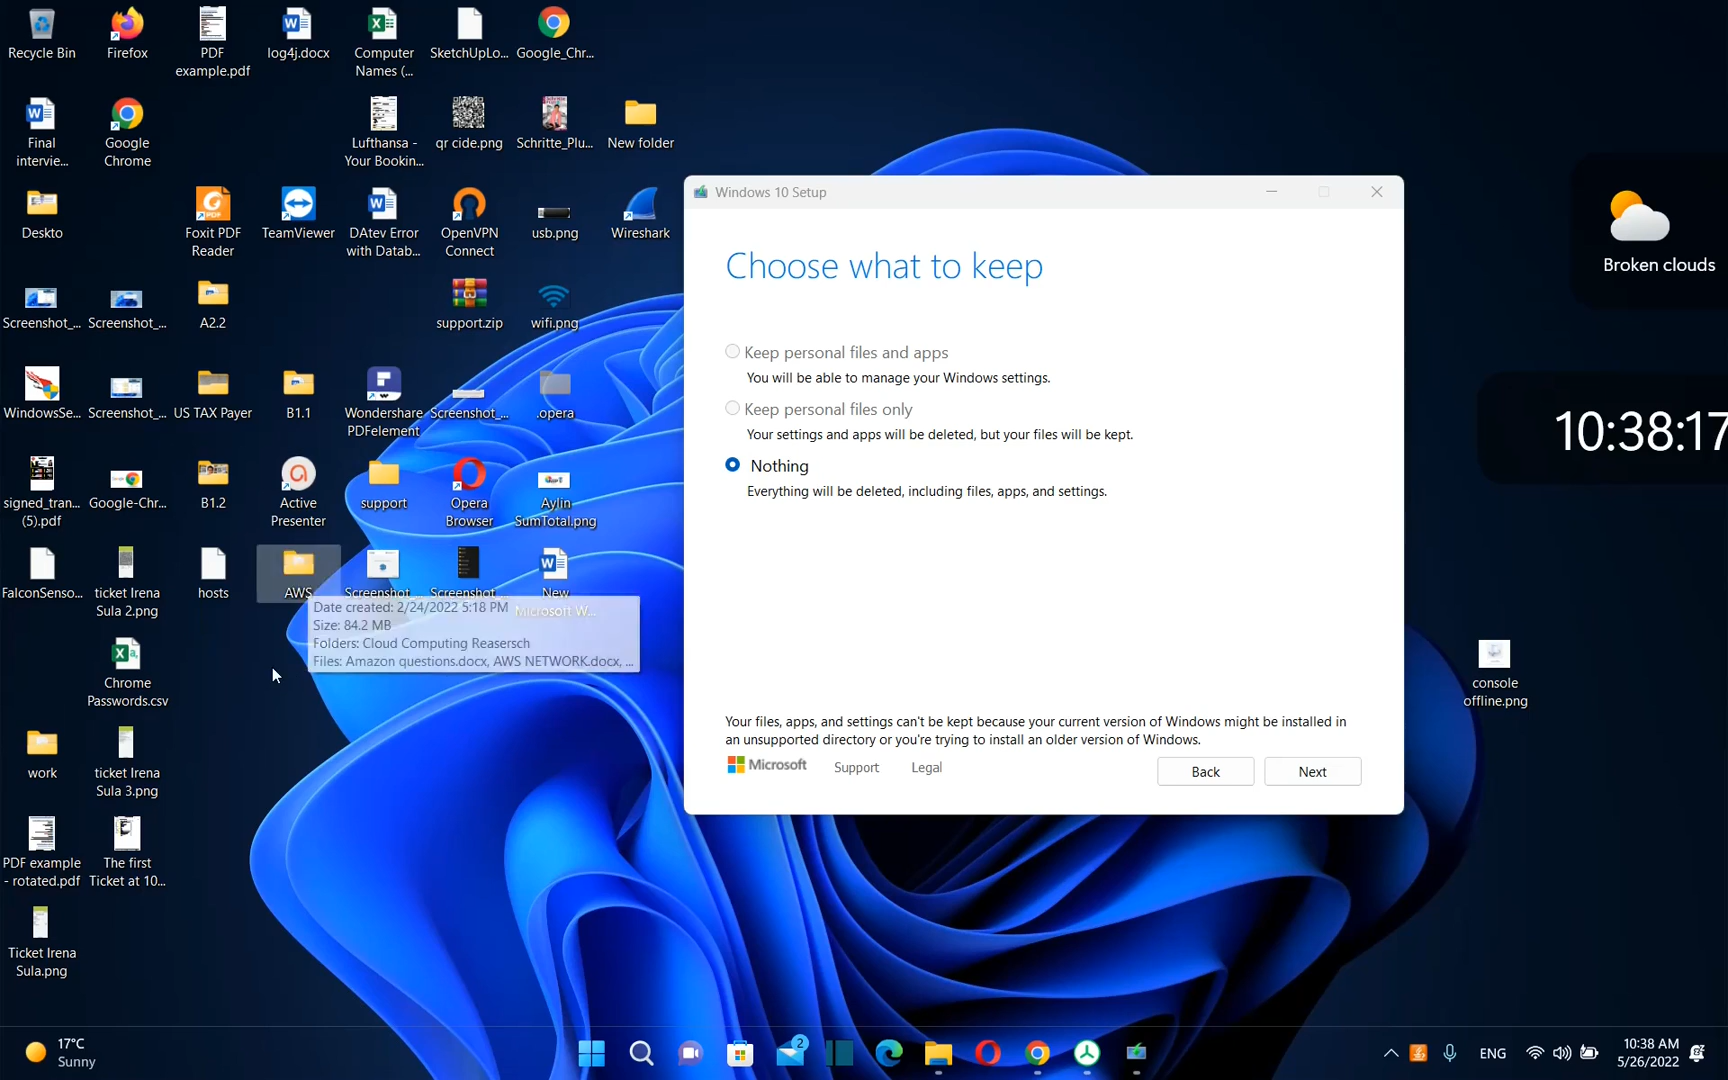 Recycle Bin
Firefox
PDF
example.pdf
log4j.docx
Computer
Names (...
SketchUpLo...
Google_Chr...
Final
intervie...
Google
Chrome
Lufthansa -
Your Bookin...
qr cide.png
Schritte_Plu...
New folder
Deskto
Foxit PDF
Reader
TeamViewer
DAtev Error
with Datab...
OpenVPN
Connect
usb.png
Wireshark
Screenshot_...
Screenshot_...
A2.2
support.zip
wifi.png
WindowsSe...
Screenshot_...
US TAX Payer
B1.1
Wondershare
PDFelement
Screenshot_...
.opera
signed_tran...
(5).pdf
Google-Chr...
B1.2
Active
Presenter
support
Opera
Browser
Aylin
SumTotal.png
FalconSenso...
ticket Irena
Sula 2.png
hosts
AWS
Screenshot_...
Screenshot_...
New
Microsoft W...
Date created: 2/24/2022 5:18 PM
Size: 84.2 MB
Folders: Cloud Computing Reasersch
Files: Amazon questions.docx, AWS NETWORK.docx, ...
Chrome
Passwords.csv
work
ticket Irena
Sula 3.png
PDF example
- rotated.pdf
The first
Ticket at 10...
Ticket Irena
Sula.png
Windows 10 Setup
Choose what to keep
Keep personal files and apps
You will be able to manage your Windows settings.
Keep personal files only
Your settings and apps will be deleted, but your files will be kept.
Nothing
Everything will be deleted, including files, apps, and settings.
Your files, apps, and settings can't be kept because your current version of Windows might be installed in
an unsupported directory or you're trying to install an older version of Windows.
Microsoft
Support
Legal
Back
Next
Broken clouds
10:38:17
console
offline.png
17°C
Sunny
2
ENG
10:38 AM
5/26/2022